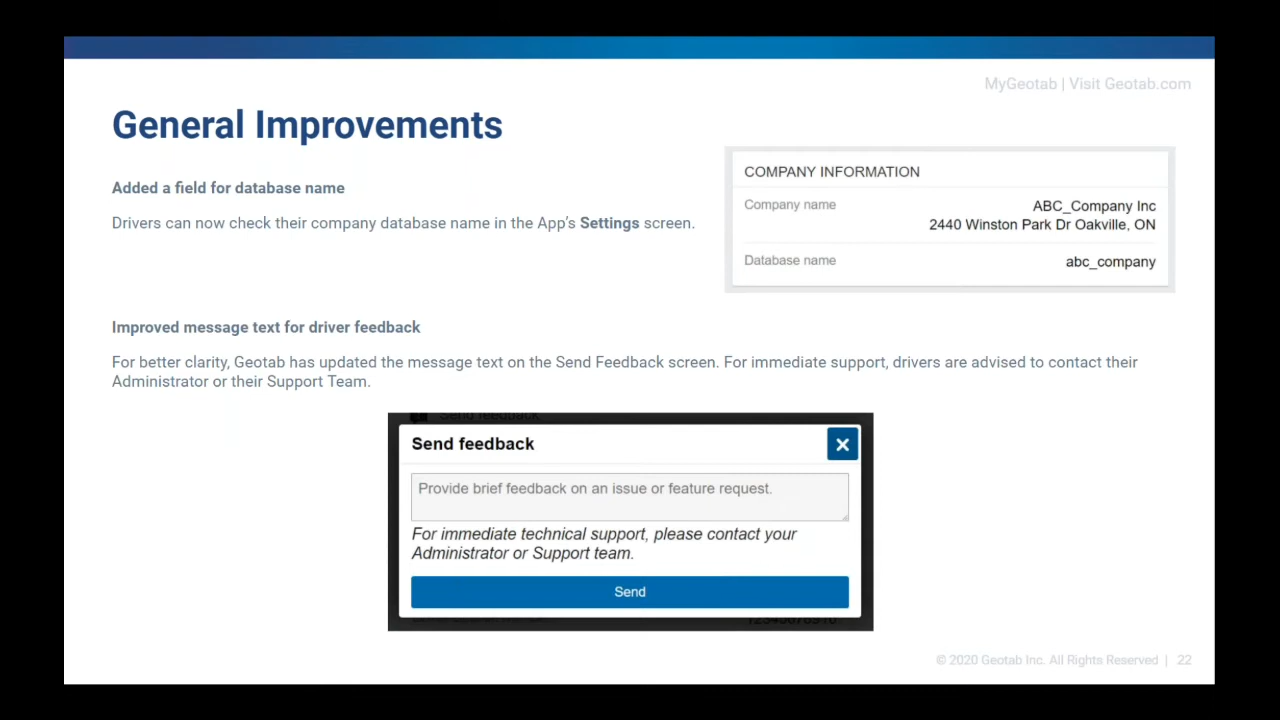 MyGeotab | Visit Geotab.com
General Improvements
Added a field for database name
Drivers can now check their company database name in the App's Settings screen.
COMPANY INFORMATION
Company name
ABC_Company Inc
2440 Winston Park Dr Oakville, ON
Database name
abc_company
Improved message text for driver feedback
For better clarity, Geotab has updated the message text on the Send Feedback screen. For immediate support, drivers are advised to contact their
Administrator or their Support Team.
Send feedback
Send feedback
Provide brief feedback on an issue or feature request.
For immediate technical support, please contact your
Administrator or Support team.
Send
© 2020 Geotab Inc. All Rights Reserved | 22